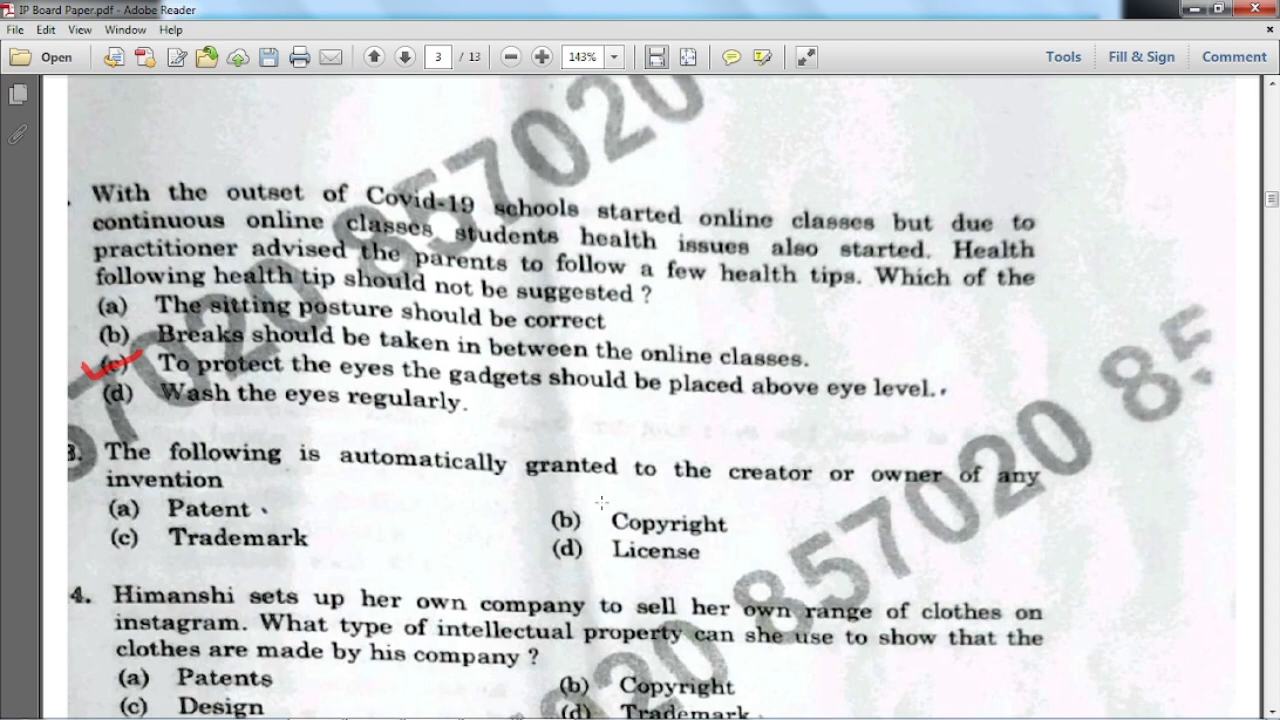 IP Board Paper.pdf - Adobe Reader
File Edit View Window Help
Open 3 / 13 143% Tools Fill & Sign Comment
857020
857020
857020
85
With the outset of Covid-19 schools started online classes but due to
continuous online classes students health issues also started. Health
practitioner advised the parents to follow a few health tips. Which of the
following health tip should not be suggested ?
(a) The sitting posture should be correct
(b) Breaks should be taken in between the online classes.
(c) To protect the eyes the gadgets should be placed above eye level.
(d) Wash the eyes regularly.
3. The following is automatically granted to the creator or owner of any
invention
(a) Patent (b) Copyright
(c) Trademark (d) License
4. Himanshi sets up her own company to sell her own range of clothes on
instagram. What type of intellectual property can she use to show that the
clothes are made by his company ?
(a) Patents (b) Copyright
(c) Design (d) Trademark